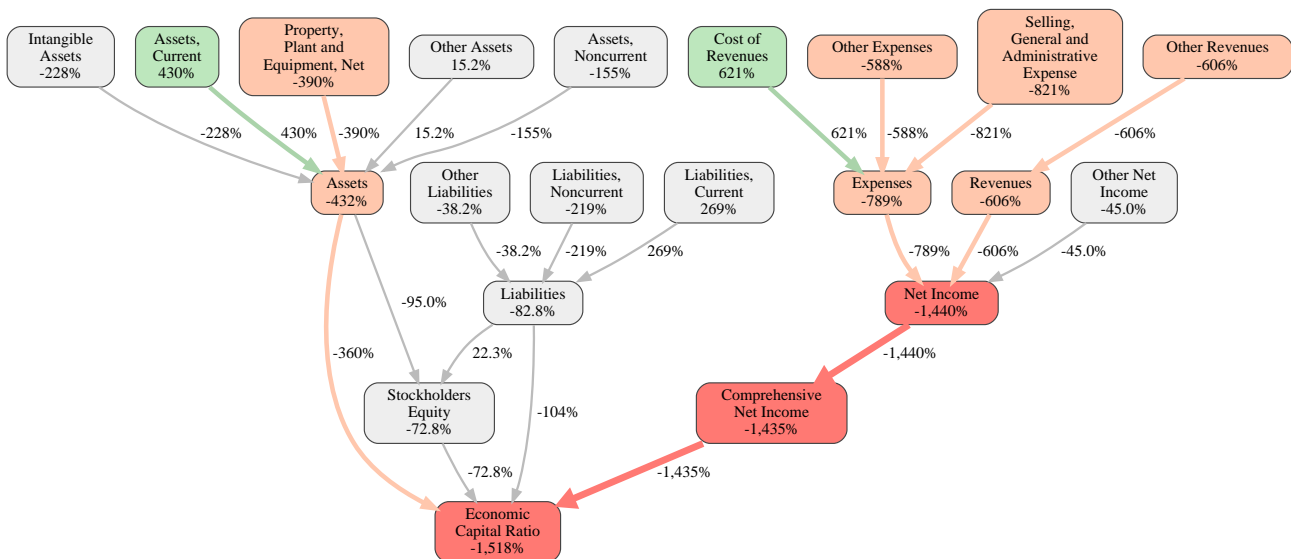 Intangible
Assets
-228%
Assets,
Current
430%
Property,
Plant and
Equipment, Net
-390%
Other Assets
15.2%
Assets,
Noncurrent
-155%
Cost of
Revenues
621%
Other Expenses
-588%
Selling,
General and
Administrative
Expense
-821%
Other Revenues
-606%
-228%
430%
-390%
15.2%
-155%
621%
-588%
-821%
-606%
Assets
-432%
Other
Liabilities
-38.2%
Liabilities,
Noncurrent
-219%
Liabilities,
Current
269%
Expenses
-789%
Revenues
-606%
Other Net
Income
-45.0%
-38.2%
-219%
269%
-789%
-606%
-45.0%
-95.0%
Liabilities
-82.8%
Net Income
-1,440%
-360%
22.3%
-1,440%
Stockholders
Equity
-72.8%
-104%
Comprehensive
Net Income
-1,435%
-72.8%
-1,435%
Economic
Capital Ratio
-1,518%